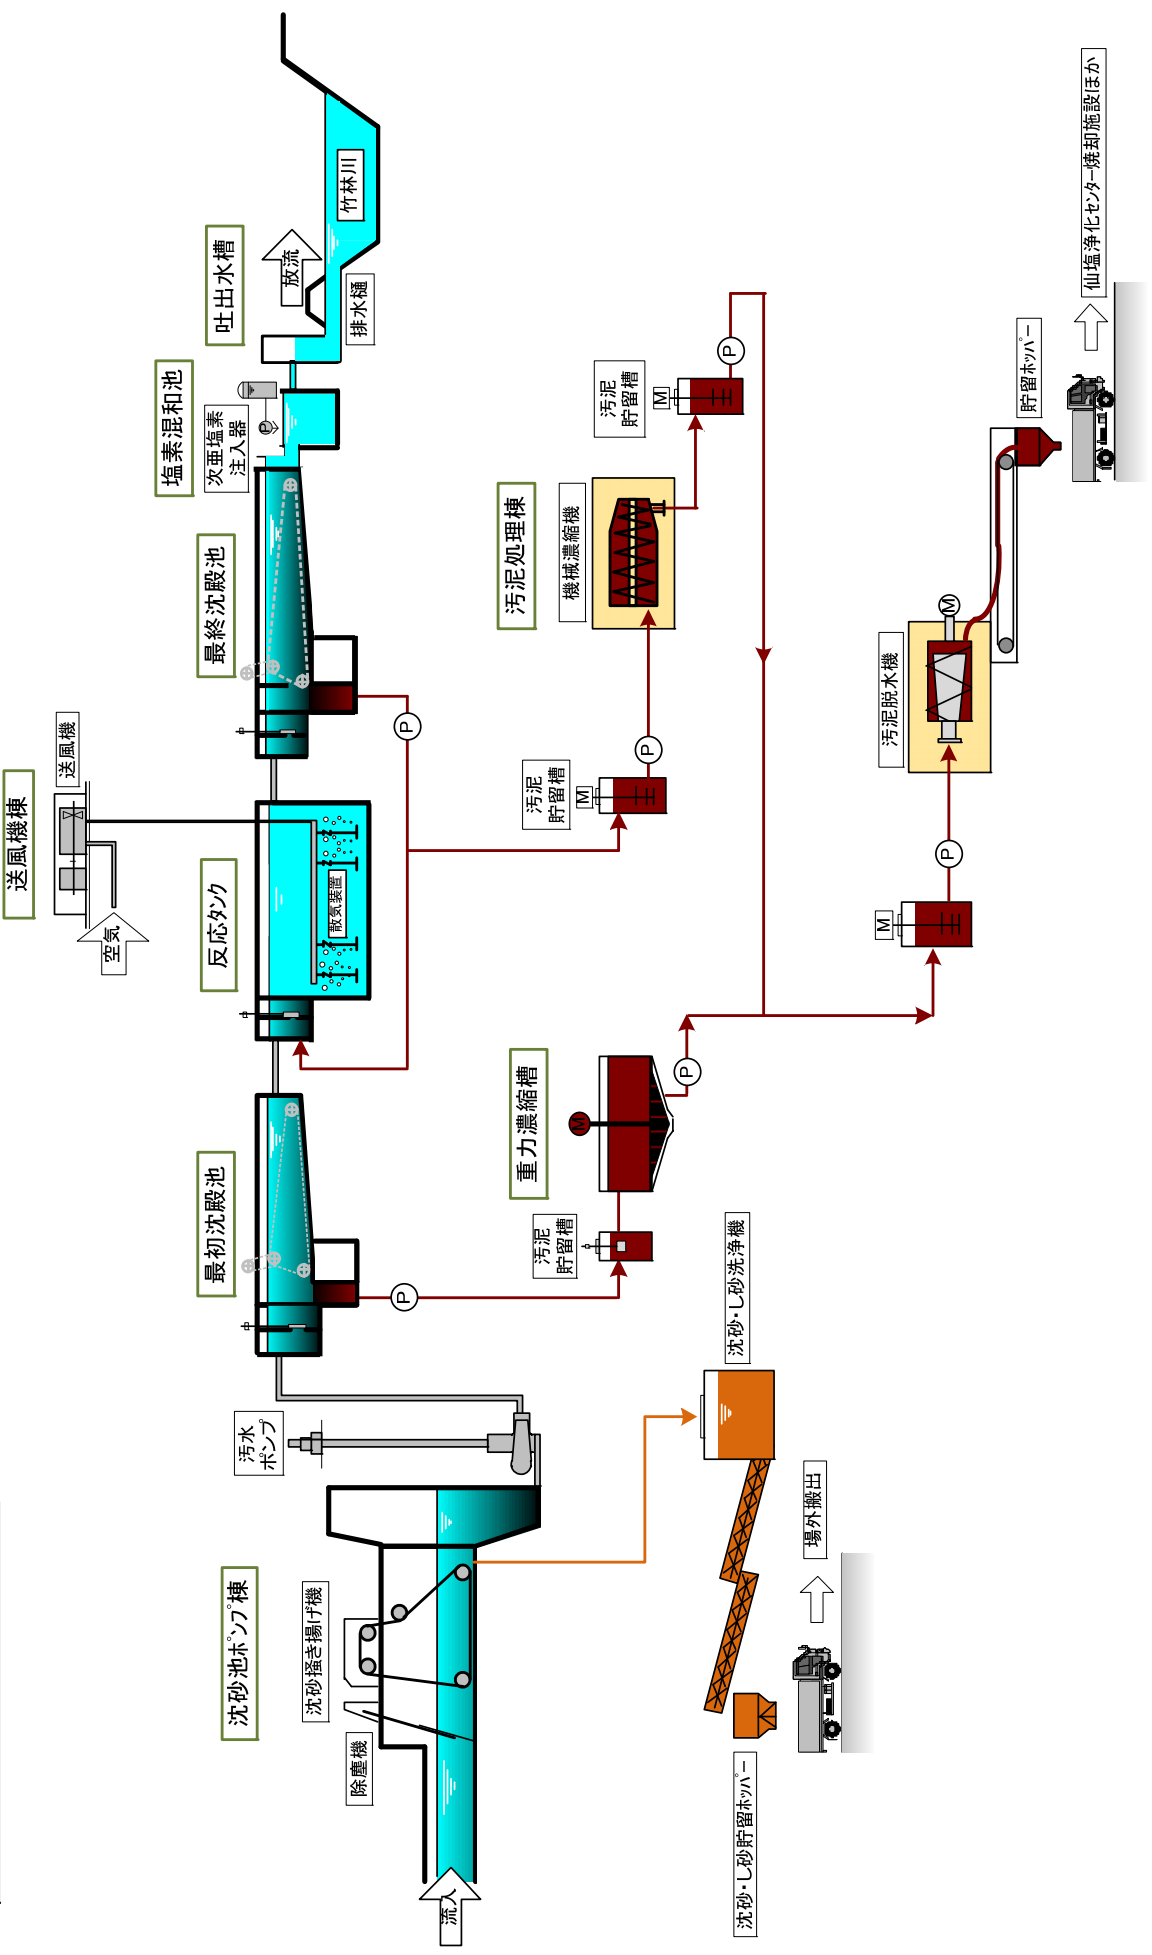 送風機棟
送風機
空気
吐出水槽
放流
竹林川
排水樋
塩素混和池
次亜塩素
注入器
最終沈殿池
P
反応タンク
散気装置
最初沈殿池
P
汚水
ポンプ
沈砂池ポンプ棟
沈砂掻き揚げ機
除塵機
流入
汚泥処理棟
機械濃縮機
汚泥
貯留槽
M
P
汚泥
貯留槽
M
P
重力濃縮槽
M
P
汚泥
貯留槽
沈砂・し砂洗浄機
沈砂・し砂貯留ホッパー
場外搬出
M
P
汚泥脱水機
M
貯留ホッパー
仙塩浄化センター焼却施設ほか